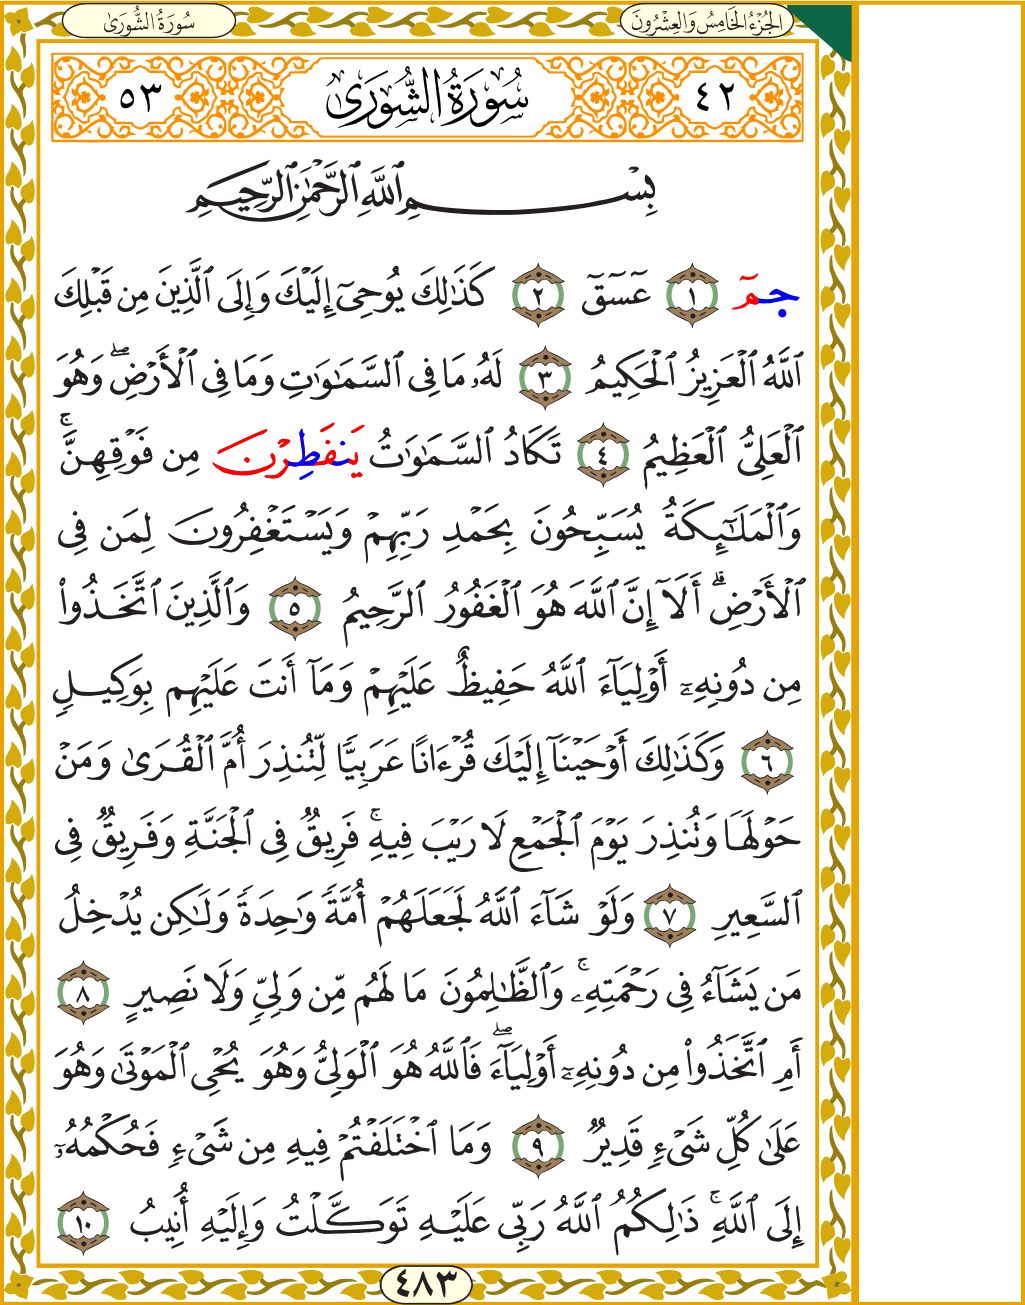 سُورَةُ الشُّورَىٰ
الجُزْءُ الخَامِسُ وَالعِشْرُونَ
٤٢ سُورَةُ الشُّورَىٰ ٥٣
بِسْمِ ٱللَّهِ ٱلرَّحْمَٰنِ ٱلرَّحِيمِ
حمٓ ١ عٓسٓقٓ ٢ كَذَٰلِكَ يُوحِىٓ إِلَيْكَ وَإِلَى ٱلَّذِينَ مِن قَبْلِكَ
ٱللَّهُ ٱلْعَزِيزُ ٱلْحَكِيمُ ٣ لَهُۥ مَا فِى ٱلسَّمَٰوَٰتِ وَمَا فِى ٱلْأَرْضِۖ وَهُوَ
ٱلْعَلِىُّ ٱلْعَظِيمُ ٤ تَكَادُ ٱلسَّمَٰوَٰتُ يَنفَطِرْنَ مِن فَوْقِهِنَّۚ
وَٱلْمَلَٰٓئِكَةُ يُسَبِّحُونَ بِحَمْدِ رَبِّهِمْ وَيَسْتَغْفِرُونَ لِمَن فِى
ٱلْأَرْضِۗ أَلَآ إِنَّ ٱللَّهَ هُوَ ٱلْغَفُورُ ٱلرَّحِيمُ ٥ وَٱلَّذِينَ ٱتَّخَذُوا۟
مِن دُونِهِۦٓ أَوْلِيَآءَ ٱللَّهُ حَفِيظٌ عَلَيْهِمْ وَمَآ أَنتَ عَلَيْهِم بِوَكِيلٍ
٦ وَكَذَٰلِكَ أَوْحَيْنَآ إِلَيْكَ قُرْءَانًا عَرَبِيًّا لِّتُنذِرَ أُمَّ ٱلْقُرَىٰ وَمَنْ
حَوْلَهَا وَتُنذِرَ يَوْمَ ٱلْجَمْعِ لَا رَيْبَ فِيهِۚ فَرِيقٌ فِى ٱلْجَنَّةِ وَفَرِيقٌ فِى
ٱلسَّعِيرِ ٧ وَلَوْ شَآءَ ٱللَّهُ لَجَعَلَهُمْ أُمَّةً وَٰحِدَةً وَلَٰكِن يُدْخِلُ
مَن يَشَآءُ فِى رَحْمَتِهِۦۚ وَٱلظَّٰلِمُونَ مَا لَهُم مِّن وَلِىٍّ وَلَا نَصِيرٍ ٨
أَمِ ٱتَّخَذُوا۟ مِن دُونِهِۦٓ أَوْلِيَآءَۖ فَٱللَّهُ هُوَ ٱلْوَلِىُّ وَهُوَ يُحْىِ ٱلْمَوْتَىٰ وَهُوَ
عَلَىٰ كُلِّ شَىْءٍ قَدِيرٌ ٩ وَمَا ٱخْتَلَفْتُمْ فِيهِ مِن شَىْءٍ فَحُكْمُهُۥٓ
إِلَى ٱللَّهِۚ ذَٰلِكُمُ ٱللَّهُ رَبِّى عَلَيْهِ تَوَكَّلْتُ وَإِلَيْهِ أُنِيبُ ١٠
٤٨٣